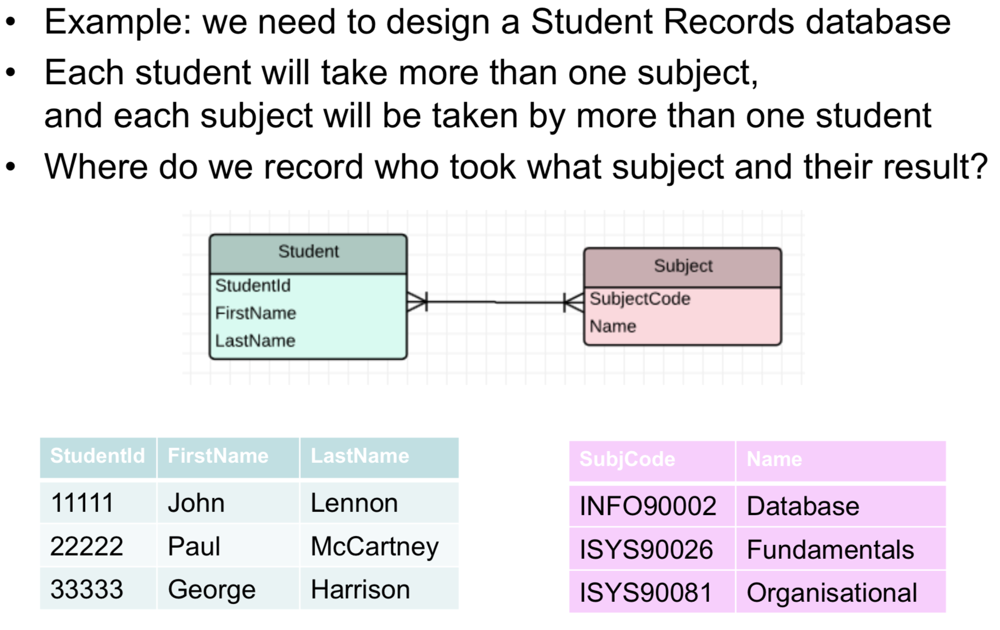 • Example: we need to design a Student Records database
• Each student will take more than one subject,
and each subject will be taken by more than one student
• Where do we record who took what subject and their result?
Student
StudentId
FirstName
LastName
Subject
SubjectCode
Name
StudentId FirstName LastName
11111 John Lennon
22222 Paul McCartney
33333 George Harrison
SubjCode Name
INFO90002 Database
ISYS90026 Fundamentals
ISYS90081 Organisational